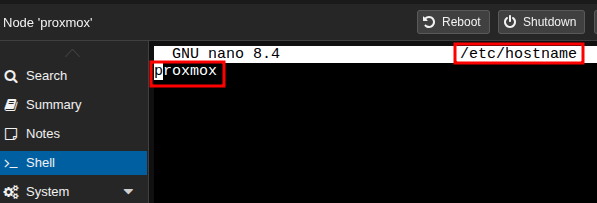 Node 'proxmox'
Reboot
Shutdown
GNU nano 8.4 /etc/hostname
proxmox
Search
Summary
Notes
>_ Shell
System